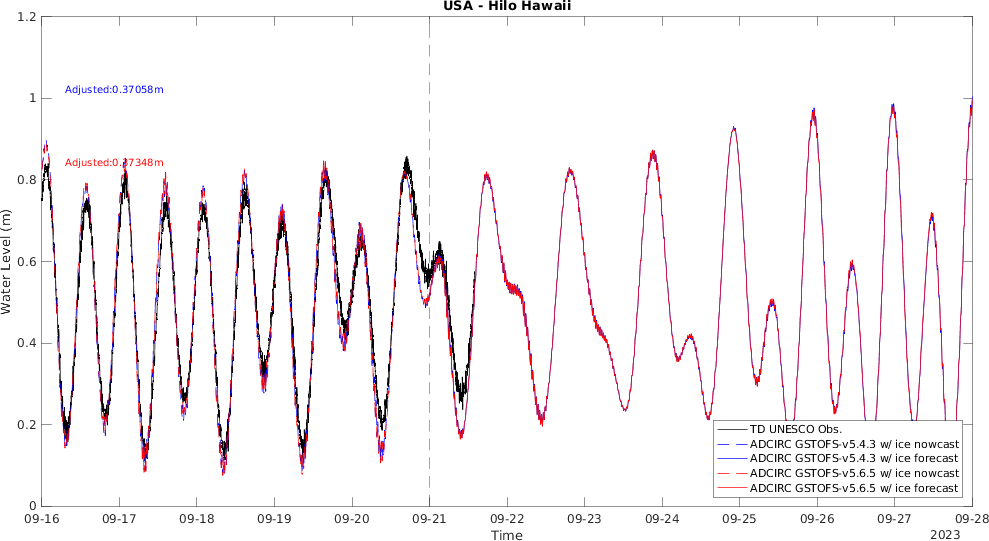 USA - Hilo Hawaii
1.2
1
0.8
0.6
0.4
0.2
0
Water Level (m)
Adjusted:0.37058m
Adjusted:0.37348m
TD UNESCO Obs.
ADCIRC GSTOFS-v5.4.3 w/ ice nowcast
ADCIRC GSTOFS-v5.4.3 w/ ice forecast
ADCIRC GSTOFS-v5.6.5 w/ ice nowcast
ADCIRC GSTOFS-v5.6.5 w/ ice forecast
09-16 09-17 09-18 09-19 09-20 09-21 09-22 09-23 09-24 09-25 09-26 09-27 09-28
Time
2023